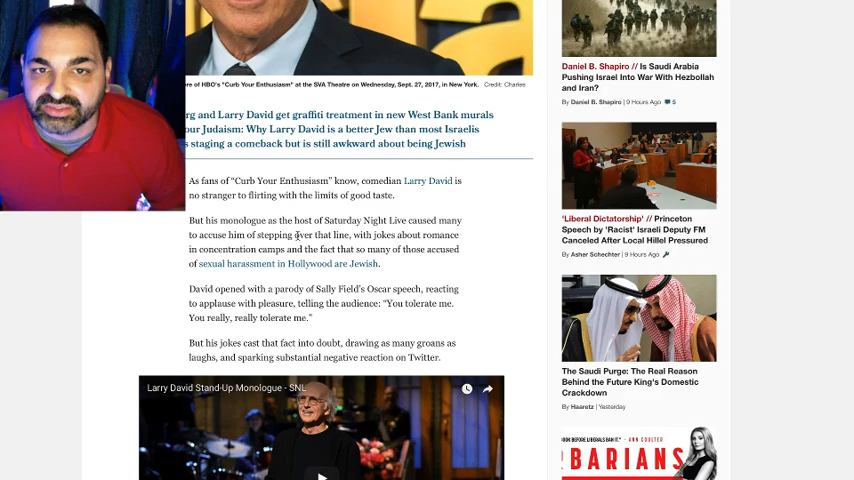 re of HBO's "Curb Your Enthusiasm" at the SVA Theatre on Wednesday, Sept. 27, 2017, in New York. Credit: Charles
rg and Larry David get graffiti treatment in new West Bank murals
our Judaism: Why Larry David is a better Jew than most Israelis
s staging a comeback but is still awkward about being Jewish
As fans of “Curb Your Enthusiasm” know, comedian Larry David is
no stranger to flirting with the limits of good taste.
But his monologue as the host of Saturday Night Live caused many
to accuse him of stepping over that line, with jokes about romance
in concentration camps and the fact that so many of those accused
of sexual harassment in Hollywood are Jewish.
David opened with a parody of Sally Field's Oscar speech, reacting
to applause with pleasure, telling the audience: “You tolerate me.
You really, really tolerate me.”
But his jokes cast that fact into doubt, drawing as many groans as
laughs, and sparking substantial negative reaction on Twitter.
Larry David Stand-Up Monologue - SNL
Daniel B. Shapiro // Is Saudi Arabia
Pushing Israel Into War With Hezbollah
and Iran?
By Daniel B. Shapiro | 9 Hours Ago 5
'Liberal Dictatorship' // Princeton
Speech by 'Racist' Israeli Deputy FM
Canceled After Local Hillel Pressured
By Asher Schechter | 9 Hours Ago
The Saudi Purge: The Real Reason
Behind the Future King's Domestic
Crackdown
By Haaretz | Yesterday
OOK BEFORE LIBERALS BAN IT." - ANN COULTER
BARIANS